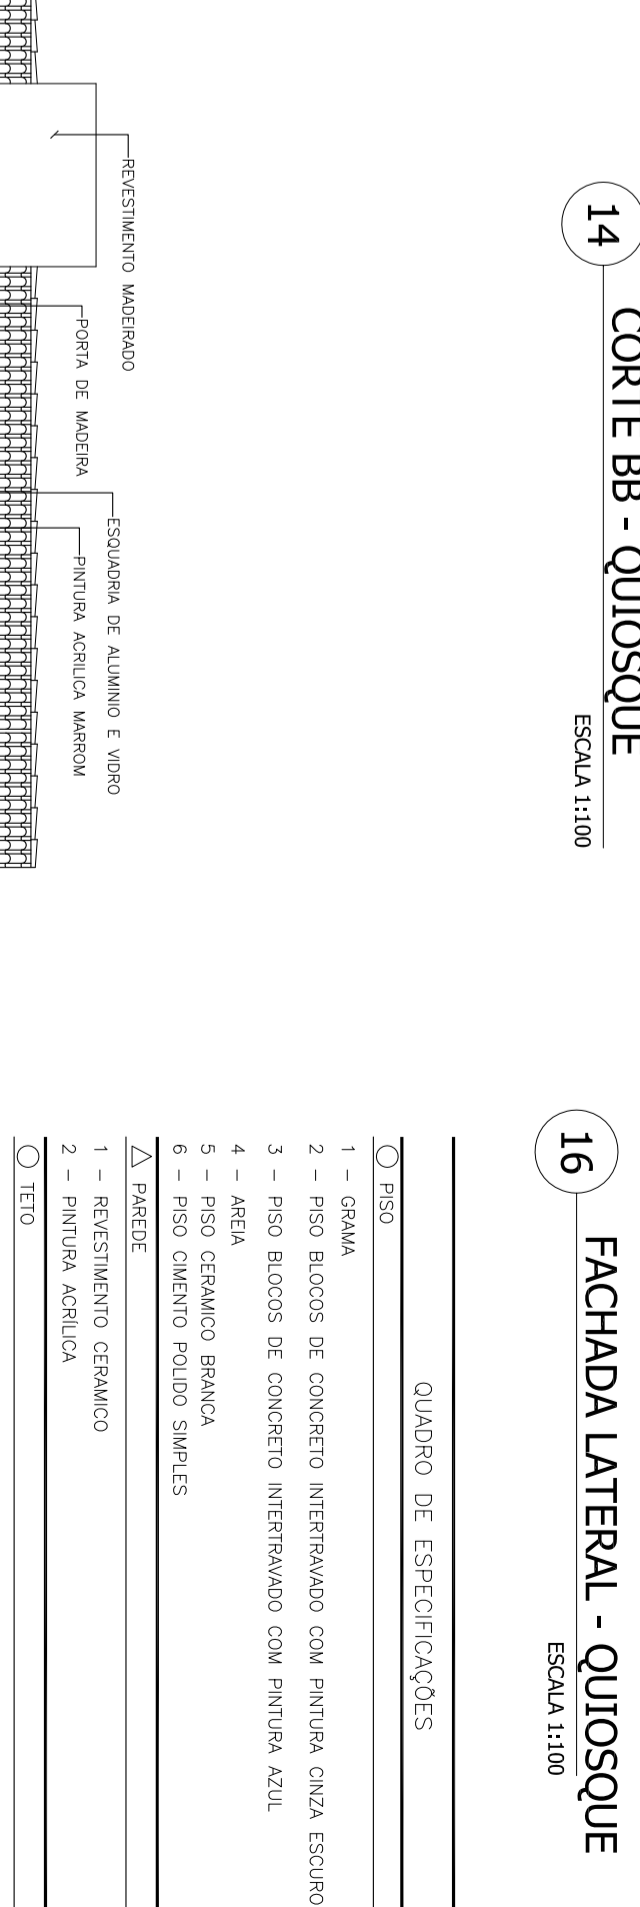 14
CORTE BB - QUIOSQUE
ESCALA 1:100
REVESTIMENTO MADEIRADO
PORTA DE MADEIRA
ESQUADRIA DE ALUMINIO E VIDRO
PINTURA ACRILICA MARROM
16
FACHADA LATERAL - QUIOSQUE
ESCALA 1:100
QUADRO DE ESPECIFICAÇÕES
PISO
1 - GRAMA
2 - PISO BLOCOS DE CONCRETO INTERTRAVADO COM PINTURA CINZA ESCURO
3 - PISO BLOCOS DE CONCRETO INTERTRAVADO COM PINTURA AZUL
4 - AREIA
5 - PISO CERAMICO BRANCA
6 - PISO CIMENTO POLIDO SIMPLES
PAREDE
1 - REVESTIMENTO CERAMICO
2 - PINTURA ACRÍLICA
TETO